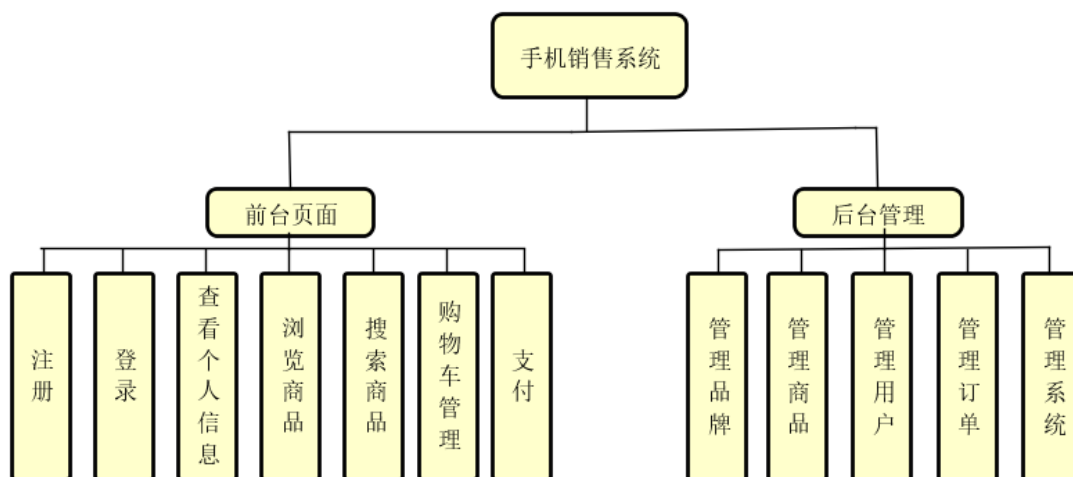 手机销售系统
前台页面
后台管理
注册
登录
查看个人信息
浏览商品
搜索商品
购物车管理
支付
管理品牌
管理商品
管理用户
管理订单
管理系统